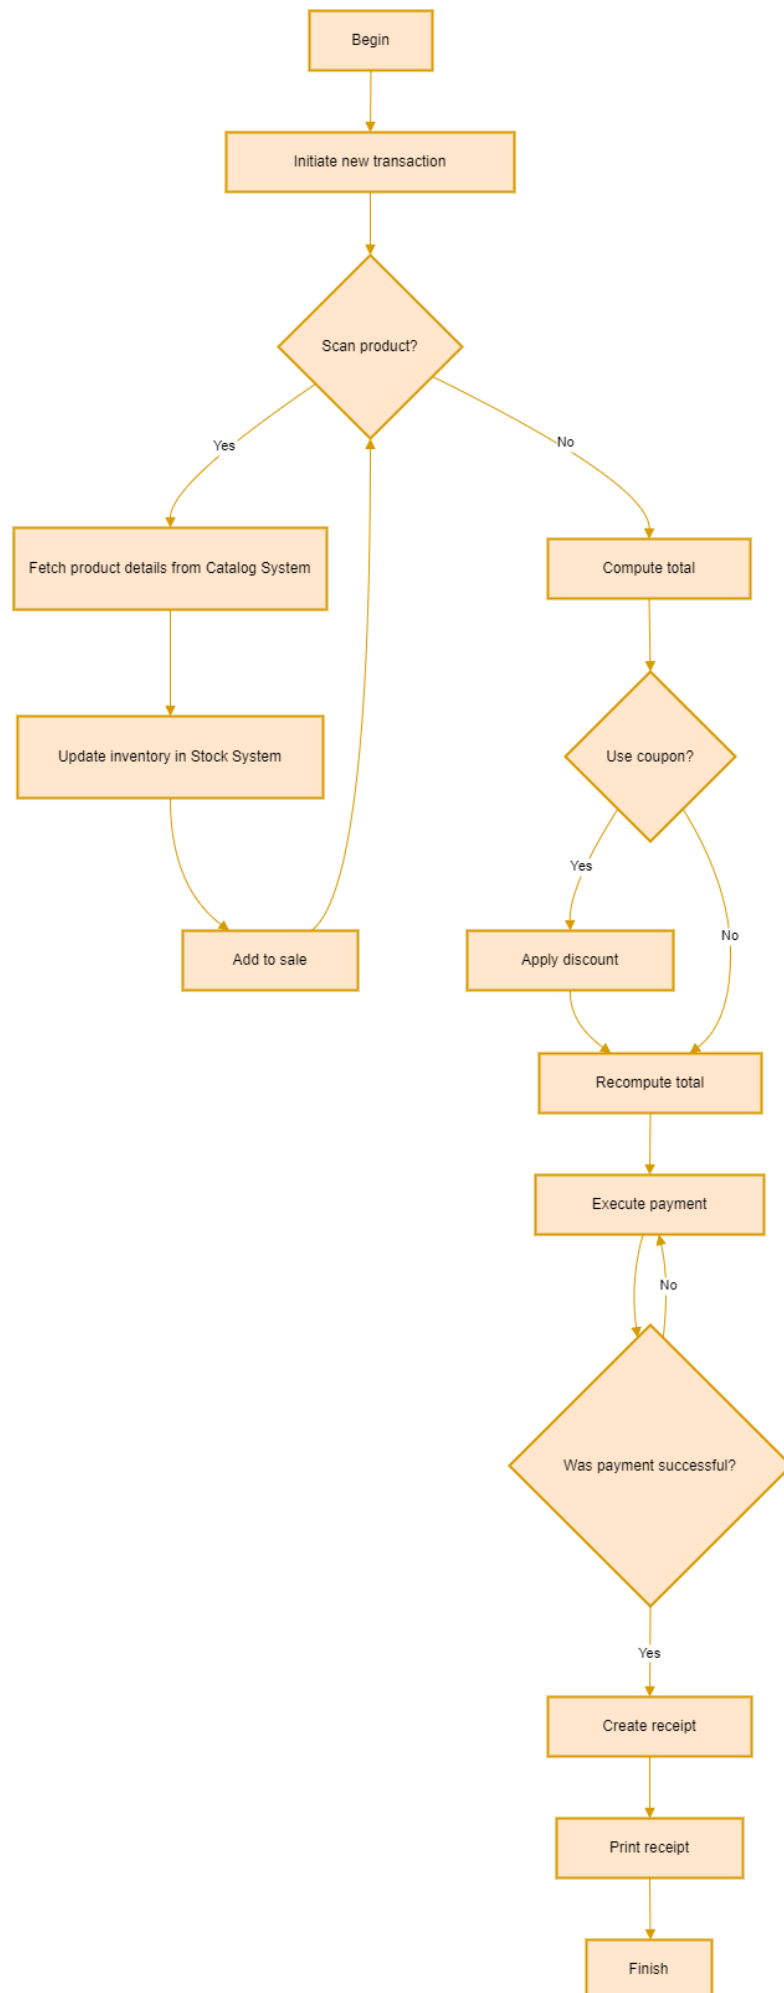 Begin
Initiate new transaction
Scan product?
Yes
No
Fetch product details from Catalog System
Compute total
Update inventory in Stock System
Use coupon?
Yes
No
Add to sale
Apply discount
Recompute total
Execute payment
No
Was payment successful?
Yes
Create receipt
Print receipt
Finish